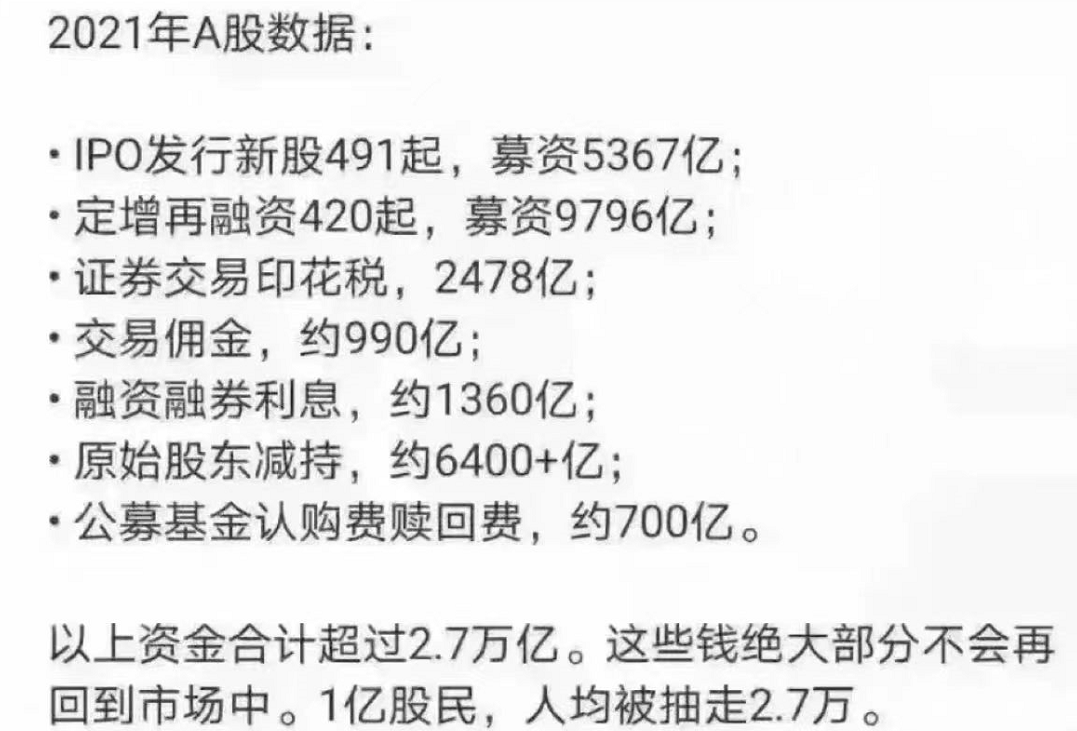 2021年A股数据：
· IPO发行新股491起，募资5367亿；
· 定增再融资420起，募资9796亿；
· 证券交易印花税，2478亿；
· 交易佣金，约990亿；
· 融资融券利息，约1360亿；
· 原始股东减持，约6400+亿；
· 公募基金认购费赎回费，约700亿。
以上资金合计超过2.7万亿。这些钱绝大部分不会再
回到市场中。1亿股民，人均被抽走2.7万。